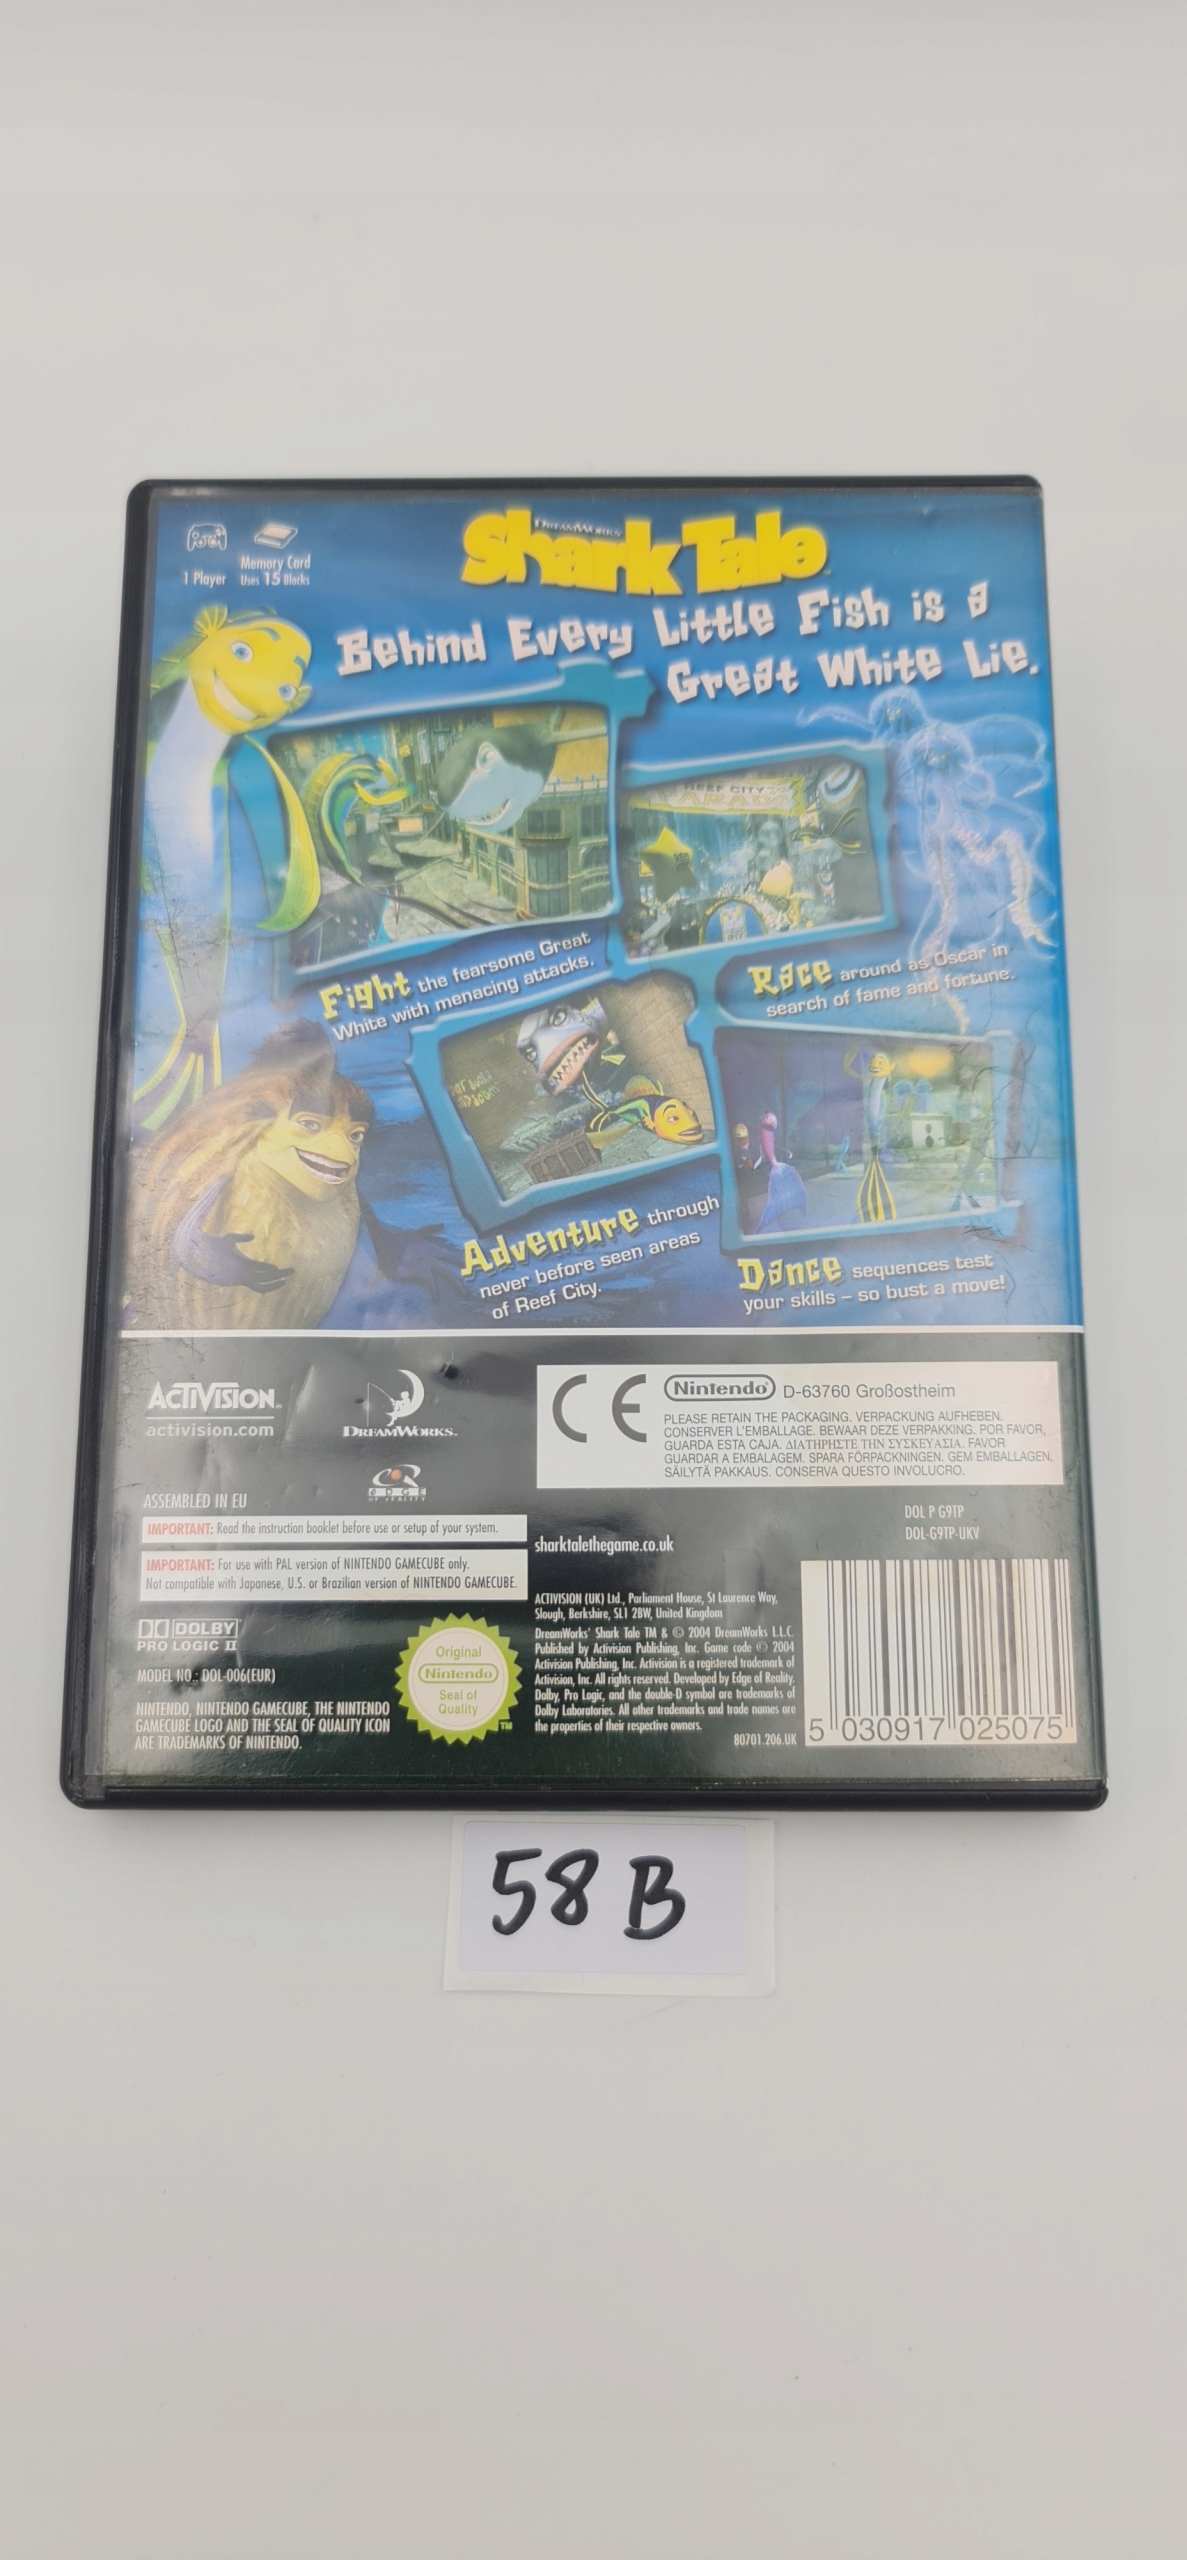 1 Player
Memory Card
Uses 15 Blocks
DREAMWORKS
Shark Tale
Behind Every Little Fish is a
Great White Lie.
REEF CITY
Fight the fearsome Great
White with menacing attacks.
Race around as Oscar in
search of fame and fortune.
Adventure through
never before seen areas
of Reef City.
Dance sequences test
your skills – so bust a move!
ACTIVISION.
activision.com
DREAMWORKS™
EDGE
OF REALITY
CE
Nintendo® D-63760 Großostheim
PLEASE RETAIN THE PACKAGING. VERPACKUNG AUFHEBEN.
CONSERVER L'EMBALLAGE. BEWAAR DEZE VERPAKKING. POR FAVOR,
GUARDA ESTA CAJA. ΔΙΑΤΗΡΗΣΤΕ ΤΗΝ ΣΥΣΚΕΥΑΣΙΑ. FAVOR
GUARDAR A EMBALAGEM. SPARA FÖRPACKNINGEN. GEM EMBALLAGEN.
SÄILYTÄ PAKKAUS. CONSERVA QUESTO INVOLUCRO.
ASSEMBLED IN EU
IMPORTANT: Read the instruction booklet before use or setup of your system.
IMPORTANT: For use with PAL version of NINTENDO GAMECUBE only.
Not compatible with Japanese, U.S. or Brazilian version of NINTENDO GAMECUBE.
DOLBY
PRO LOGIC II
MODEL NO.: DOL-006(EUR)
NINTENDO, NINTENDO GAMECUBE, THE NINTENDO
GAMECUBE LOGO AND THE SEAL OF QUALITY ICON
ARE TRADEMARKS OF NINTENDO.
Original
Nintendo
Seal of
Quality
TM
sharktalethegame.co.uk
ACTIVISION (UK) Ltd., Parliament House, St Laurence Way,
Slough, Berkshire, SL1 2BW, United Kingdom
DreamWorks' Shark Tale TM & © 2004 DreamWorks L.L.C.
Published by Activision Publishing, Inc. Game code © 2004
Activision Publishing, Inc. Activision is a registered trademark of
Activision, Inc. All rights reserved. Developed by Edge of Reality.
Dolby, Pro Logic, and the double-D symbol are trademarks of
Dolby Laboratories. All other trademarks and trade names are
the properties of their respective owners.
80701.206.UK
DOL P G9TP
DOL-G9TP-UKV
5 030917 025075
58 B